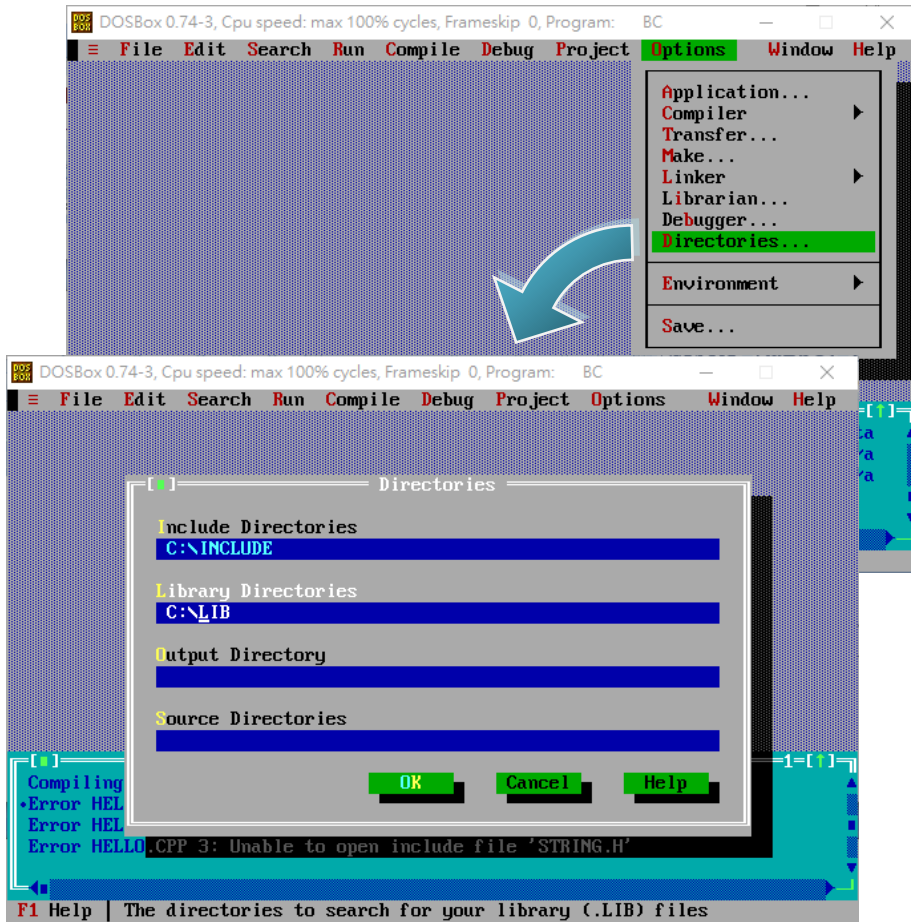 DOSBox 0.74-3, Cpu speed: max 100% cycles, Frameskip 0, Program: BC
≡ File Edit Search Run Compile Debug Project Options Window Help
Application...
Compiler
Transfer...
Make...
Linker
Librarian...
Debugger...
Directories...
Environment
Save...
DOSBox 0.74-3, Cpu speed: max 100% cycles, Frameskip 0, Program: BC
≡ File Edit Search Run Compile Debug Project Options Window Help
Directories
Include Directories
C:\INCLUDE
Library Directories
C:\LIB
Output Directory
Source Directories
OK Cancel Help
1=[↑]
Compiling
•Error HEL
Error HEL
Error HELLO.CPP 3: Unable to open include file 'STRING.H'
F1 Help | The directories to search for your library (.LIB) files